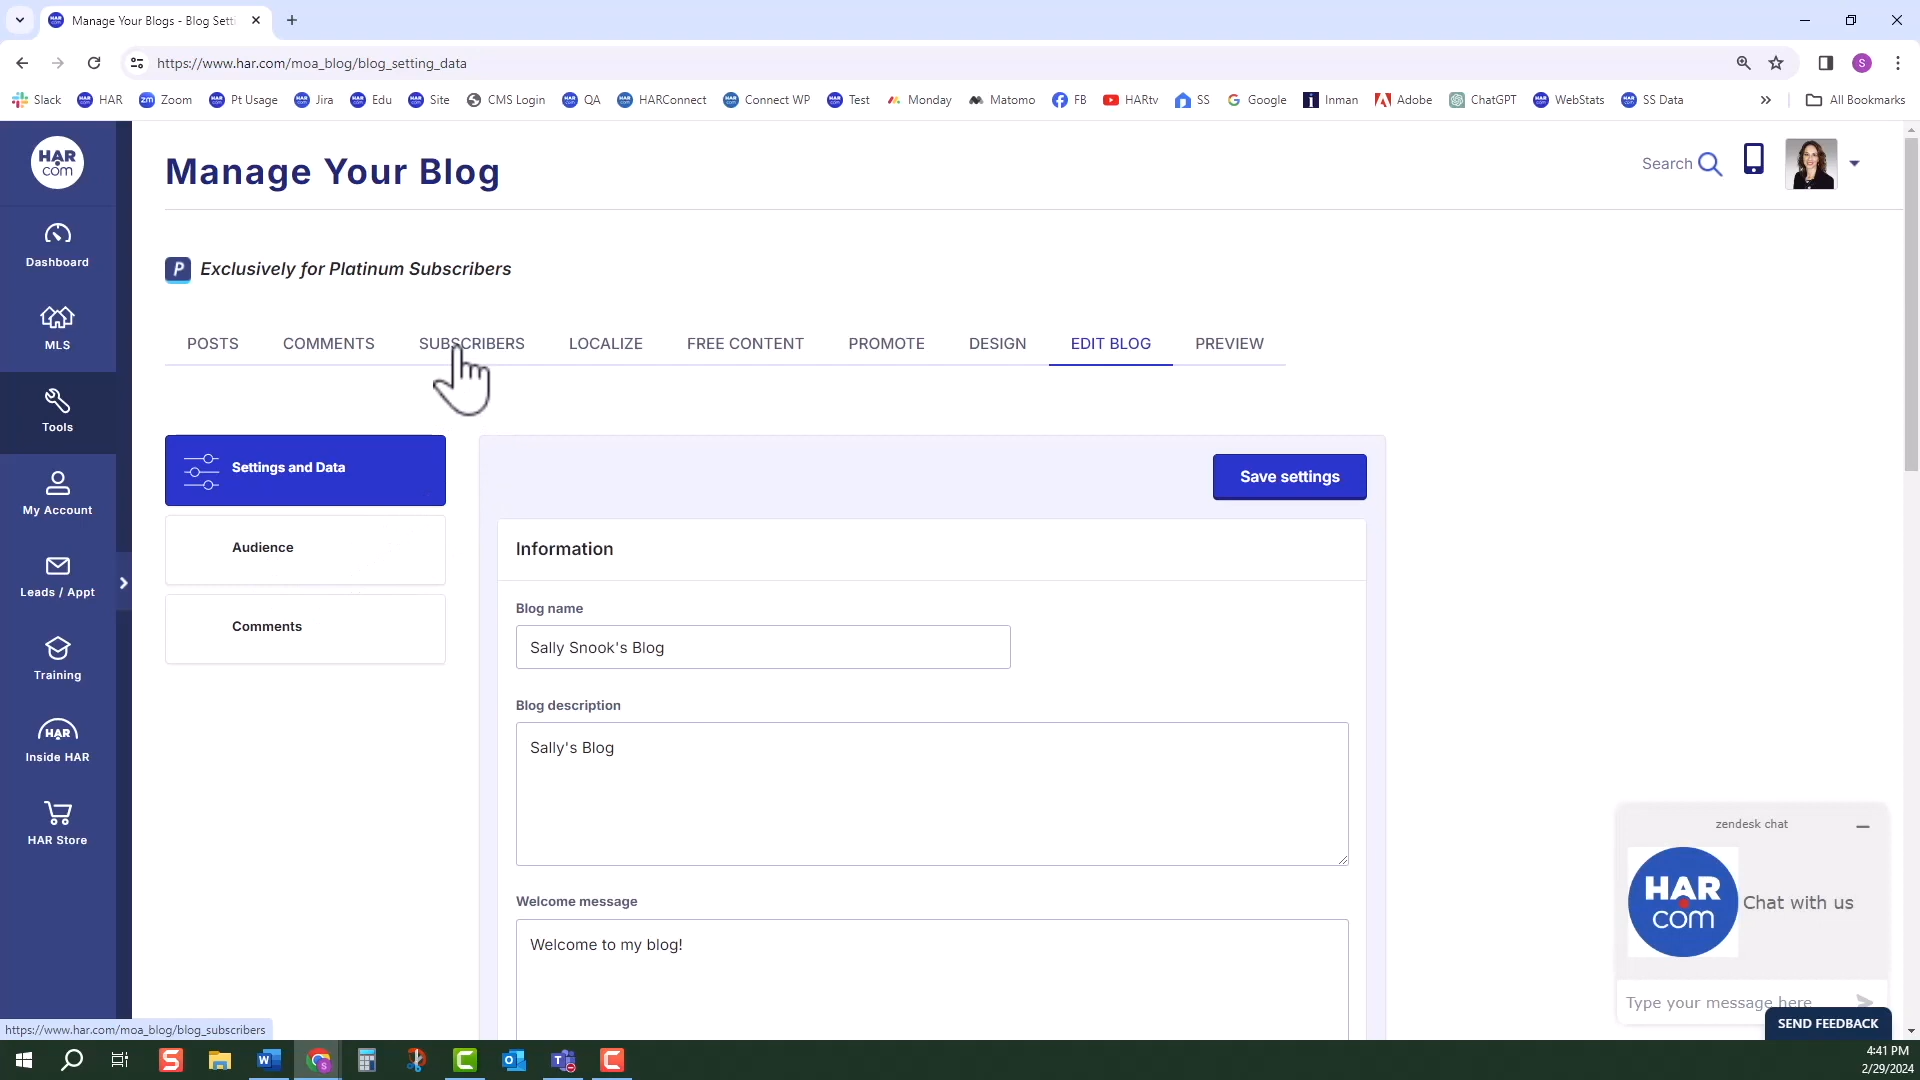 Manage Your Blogs - Blog Sett
https://www.har.com/moa_blog/blog_setting_data
S
Slack
HAR
Zoom
Pt Usage
Jira
Edu
Site
CMS Login
QA
HARConnect
Connect WP
Test
Monday
Matomo
FB
HARtv
SS
Google
Inman
Adobe
ChatGPT
WebStats
SS Data
All Bookmarks
HAR
com
Dashboard
MLS
Tools
My Account
Leads / Appt
Training
HAR
Inside HAR
HAR Store
Manage Your Blog
Search
P
Exclusively for Platinum Subscribers
POSTS
COMMENTS
SUBSCRIBERS
LOCALIZE
FREE CONTENT
PROMOTE
DESIGN
EDIT BLOG
PREVIEW
Settings and Data
Audience
Comments
Save settings
Information
Blog name
Sally Snook's Blog
Blog description
Sally's Blog
Welcome message
Welcome to my blog!
zendesk chat
HAR
com
Chat with us
Type your message here
SEND FEEDBACK
https://www.har.com/moa_blog/blog_subscribers
4:41 PM
2/29/2024